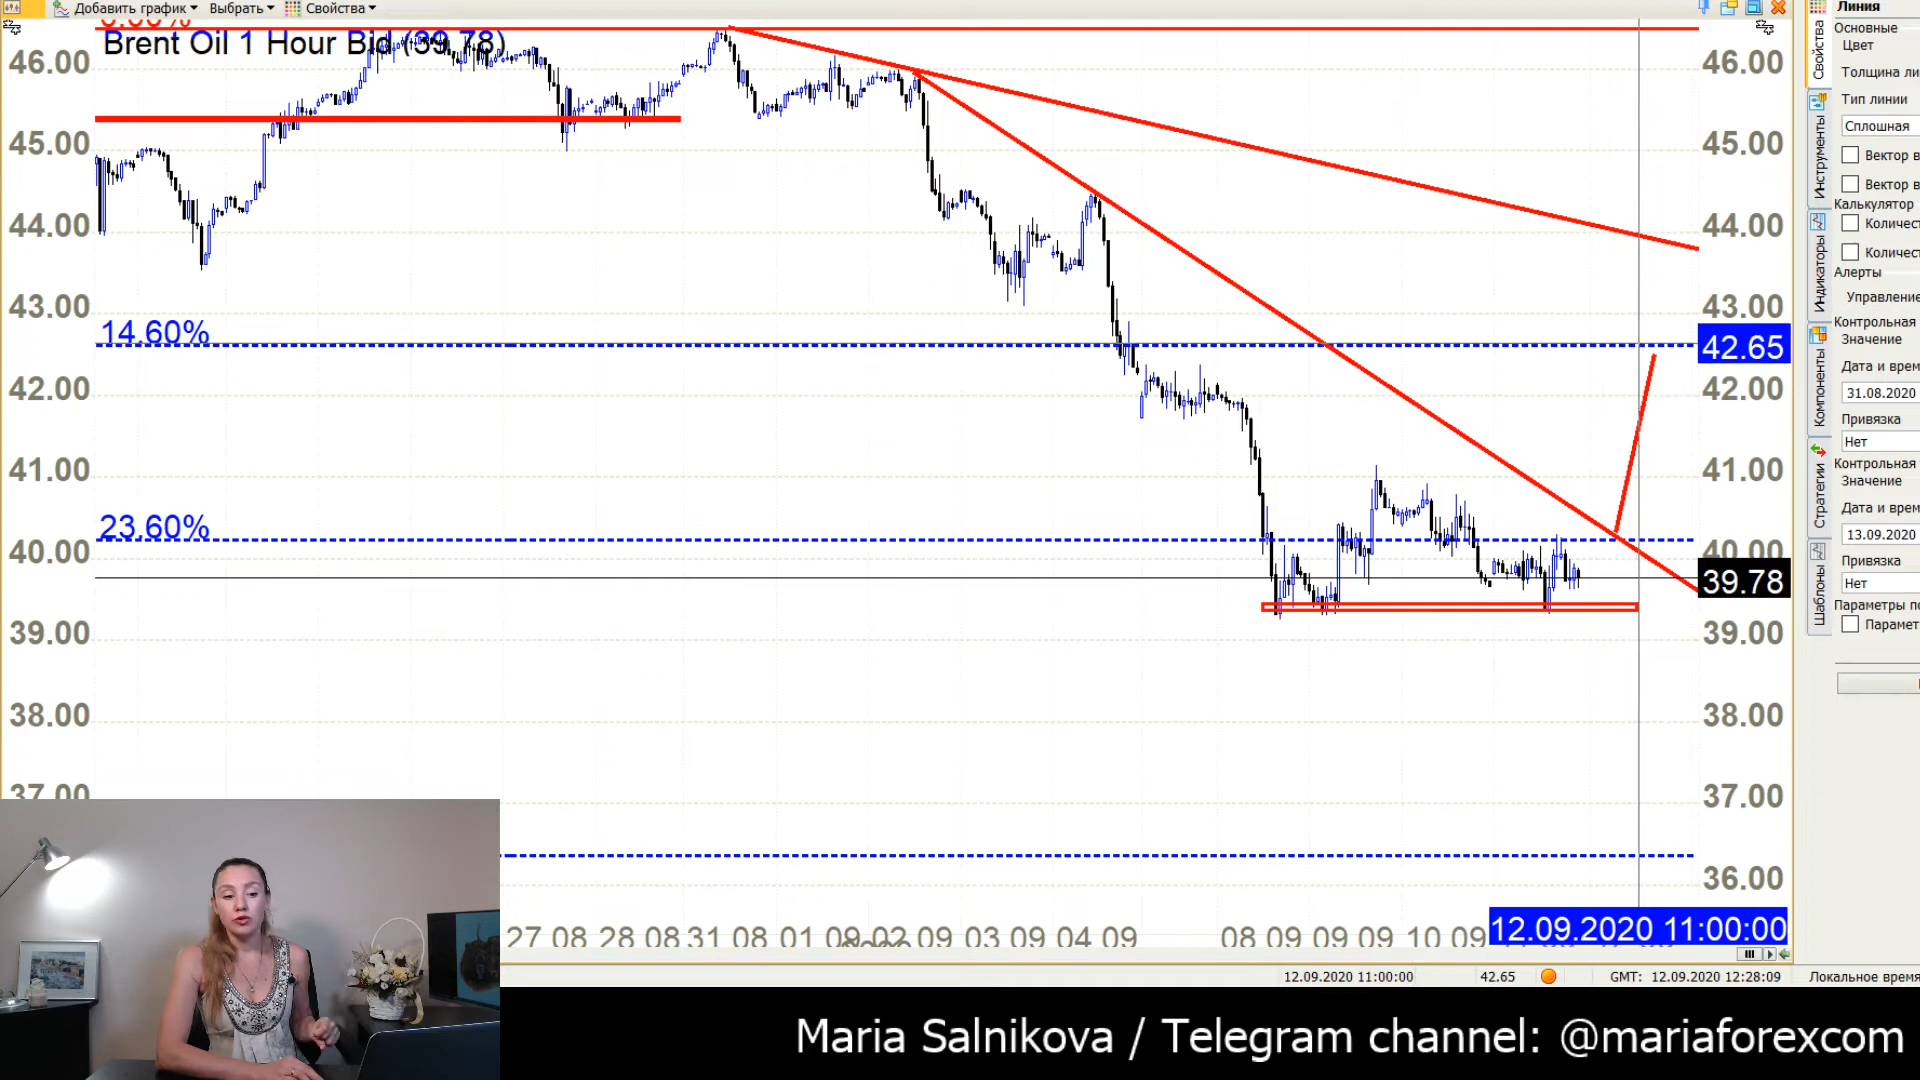 Добавить график Выбрать Свойства
Brent Oil 1 Hour Bid (39.78)
46.00
45.00
44.00
43.00
42.00
41.00
40.00
39.00
38.00
37.00
14.60%
23.60%
46.00
45.00
44.00
43.00
42.65
42.00
41.00
40.00
39.78
39.00
38.00
37.00
36.00
27 08 28 08 31 08 01 09 02 09 03 09 04 09 08 09 09 09 10 09
12.09.2020 11:00:00
12.09.2020 11:00:00 42.65 GMT: 12.09.2020 12:28:09 Локальное время
Свойства
Инструменты
Индикаторы
Компоненты
Стратегии
Шаблоны
Линия
Основные
Цвет
Толщина ли
Тип линии
Сплошная
Вектор в
Вектор в
Калькулятор
Количест
Количест
Алерты
Управление
Контрольная
Значение
Дата и врем
31.08.2020
Привязка
Нет
Контрольная
Значение
Дата и врем
13.09.2020
Привязка
Нет
Параметры по
Парамет
Maria Salnikova / Telegram channel: @mariaforexcom